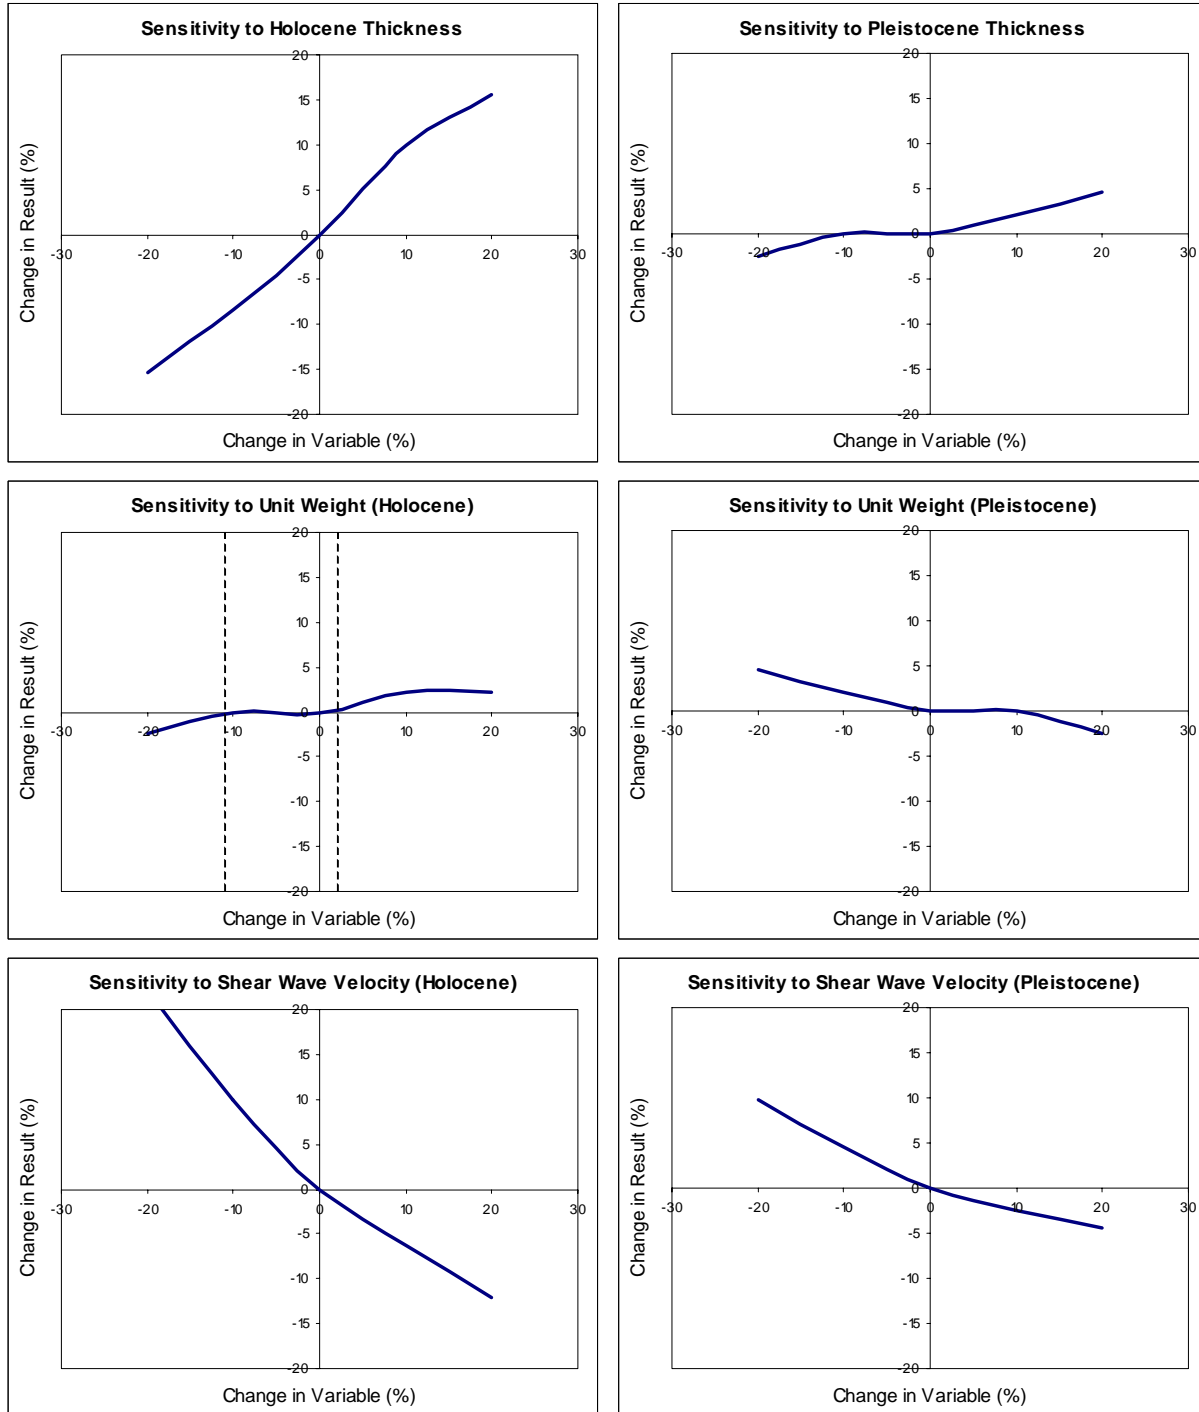 Sensitivity to Holocene Thickness
20
15
10
5
0
-30 -20 -10 0 10 20 30
-5
-10
-15
-20
Change in Result (%)
Change in Variable (%)
Sensitivity to Pleistocene Thickness
20
15
10
5
0
-30 -20 -10 0 10 20 30
-5
-10
-15
-20
Change in Result (%)
Change in Variable (%)
Sensitivity to Unit Weight (Holocene)
20
15
10
5
0
-30 -20 -10 0 10 20 30
-5
-10
-15
-20
Change in Result (%)
Change in Variable (%)
Sensitivity to Unit Weight (Pleistocene)
20
15
10
5
0
-30 -20 -10 0 10 20 30
-5
-10
-15
-20
Change in Result (%)
Change in Variable (%)
Sensitivity to Shear Wave Velocity (Holocene)
20
15
10
5
0
-30 -20 -10 0 10 20 30
-5
-10
-15
-20
Change in Result (%)
Change in Variable (%)
Sensitivity to Shear Wave Velocity (Pleistocene)
20
15
10
5
0
-30 -20 -10 0 10 20 30
-5
-10
-15
-20
Change in Result (%)
Change in Variable (%)